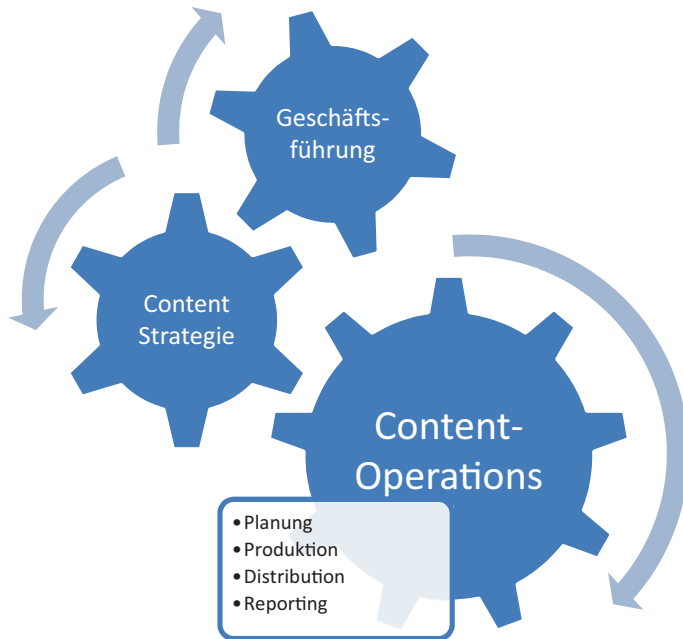 Geschäfts-
führung
Content
Strategie
Content-
Operations
• Planung
• Produktion
• Distribution
• Reporting